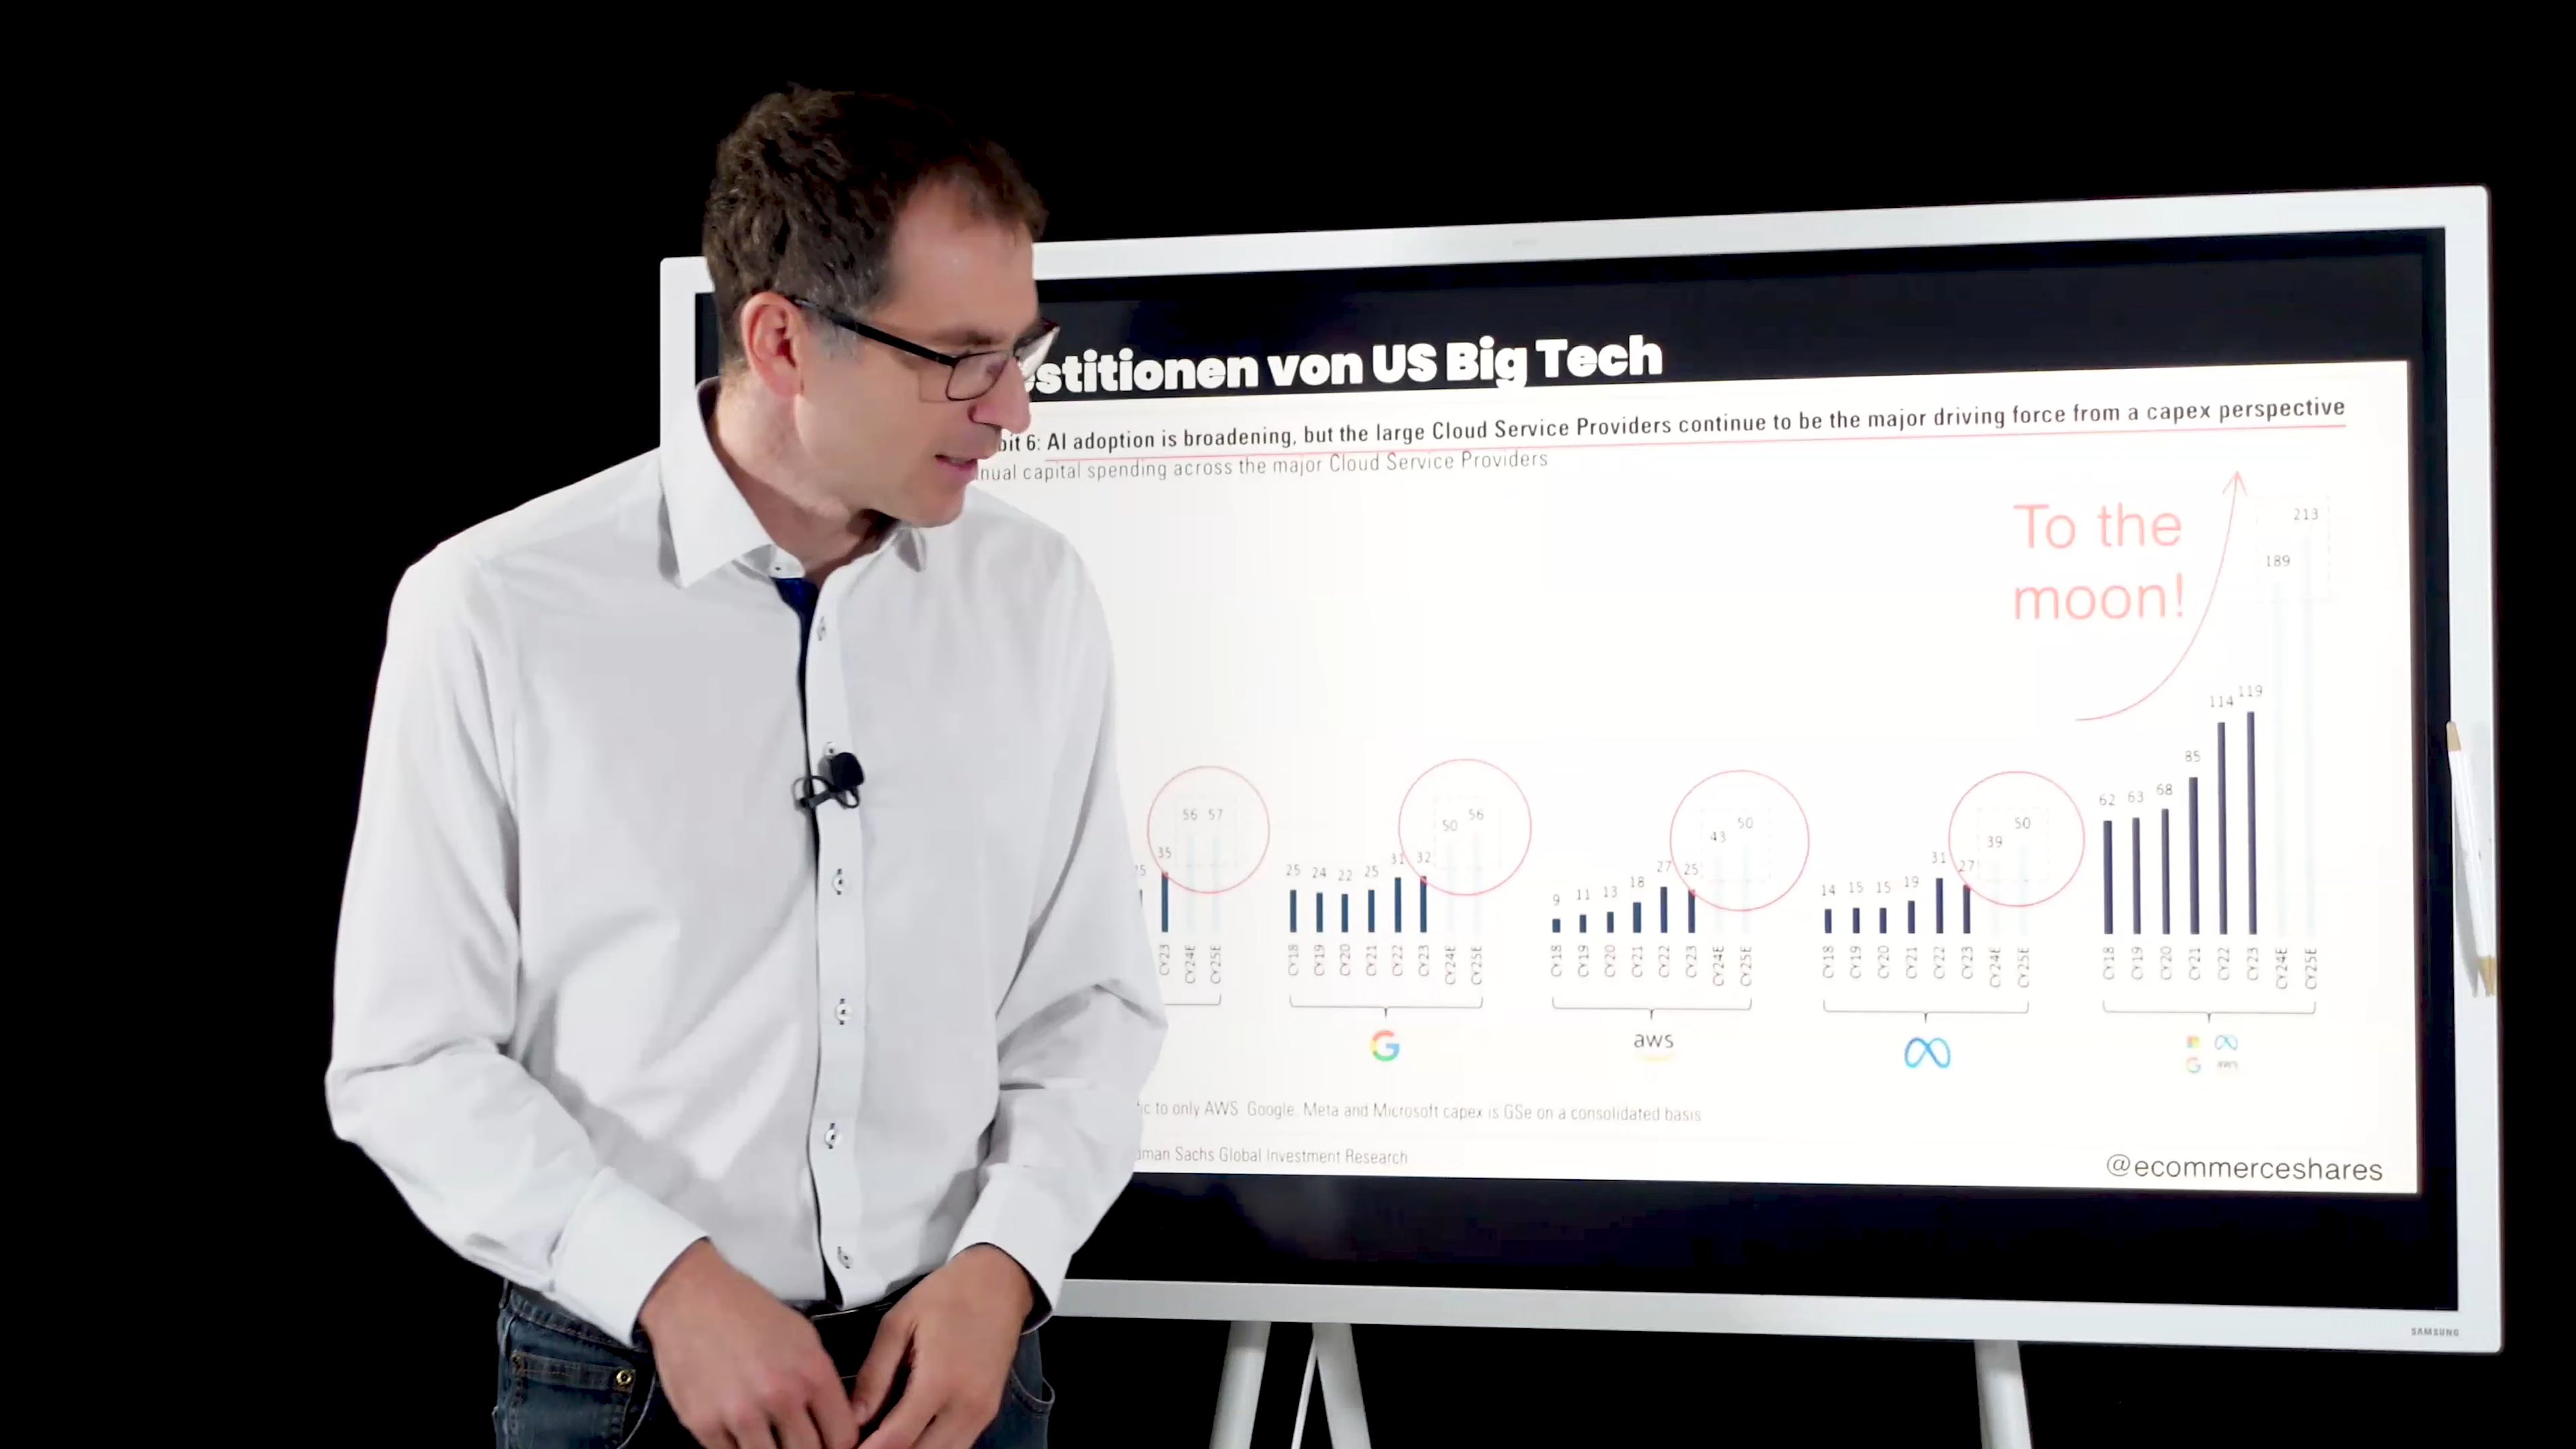 stitionen von US Big Tech
bit 6: AI adoption is broadening, but the large Cloud Service Providers continue to be the major driving force from a capex perspective
nual capital spending across the major Cloud Service Providers
To the
moon!
213
189
114 119
85
62 63 68
35 56 57
25 24 22 25 31 32 50 56
9 11 13 18 27 25 43 50
14 15 15 19 31 27 39 50
CY23 CY24E CY25E
CY18 CY19 CY20 CY21 CY22 CY23 CY24E CY25E
CY18 CY19 CY20 CY21 CY22 CY23 CY24E CY25E
CY18 CY19 CY20 CY21 CY22 CY23 CY24E CY25E
CY18 CY19 CY20 CY21 CY22 CY23 CY24E CY25E
G
aws
G aws
ic to only AWS. Google, Meta and Microsoft capex is GSe on a consolidated basis
man Sachs Global Investment Research
@ecommerceshares
SAMSUNG